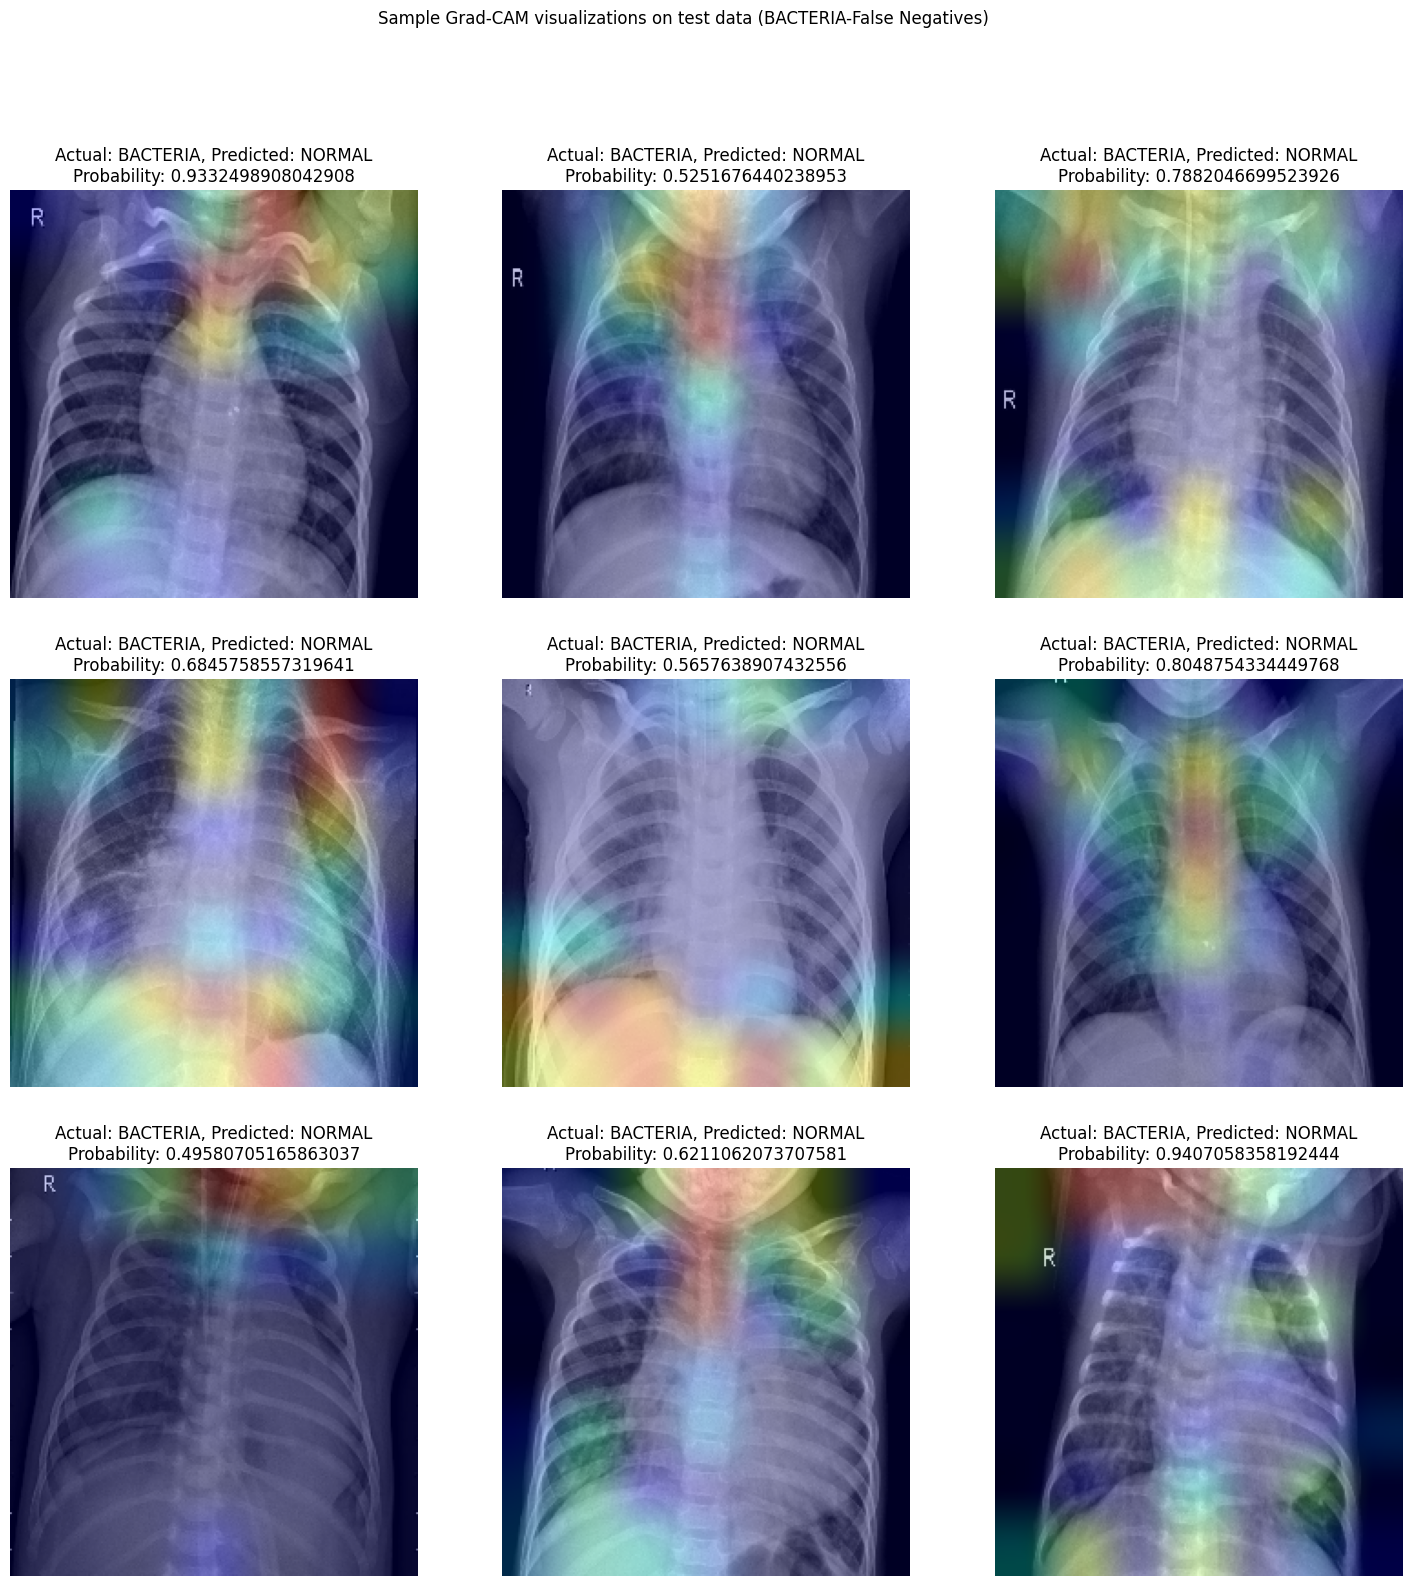 Sample Grad-CAM visualizations on test data (BACTERIA-False Negatives)
Actual: BACTERIA, Predicted: NORMAL
Probability: 0.9332498908042908
R
Actual: BACTERIA, Predicted: NORMAL
Probability: 0.5251676440238953
R
Actual: BACTERIA, Predicted: NORMAL
Probability: 0.7882046699523926
R
Actual: BACTERIA, Predicted: NORMAL
Probability: 0.6845758557319641
Actual: BACTERIA, Predicted: NORMAL
Probability: 0.5657638907432556
Actual: BACTERIA, Predicted: NORMAL
Probability: 0.8048754334449768
Actual: BACTERIA, Predicted: NORMAL
Probability: 0.49580705165863037
R
Actual: BACTERIA, Predicted: NORMAL
Probability: 0.6211062073707581
Actual: BACTERIA, Predicted: NORMAL
Probability: 0.9407058358192444
R